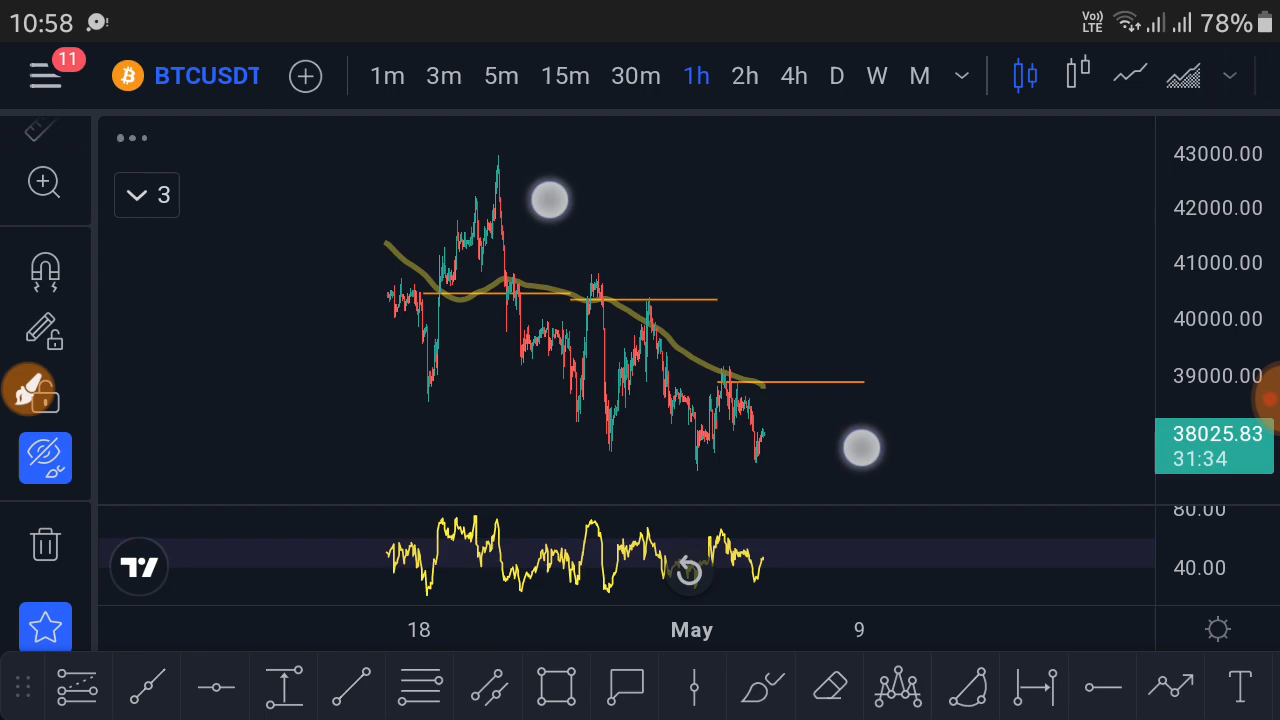 10:58 Vo)) LTE 78%
11 BTCUSDT 1m 3m 5m 15m 30m 1h 2h 4h D W M
3
43000.00
42000.00
41000.00
40000.00
39000.00
38025.83
31:34
80.00
40.00
18 May 9
T